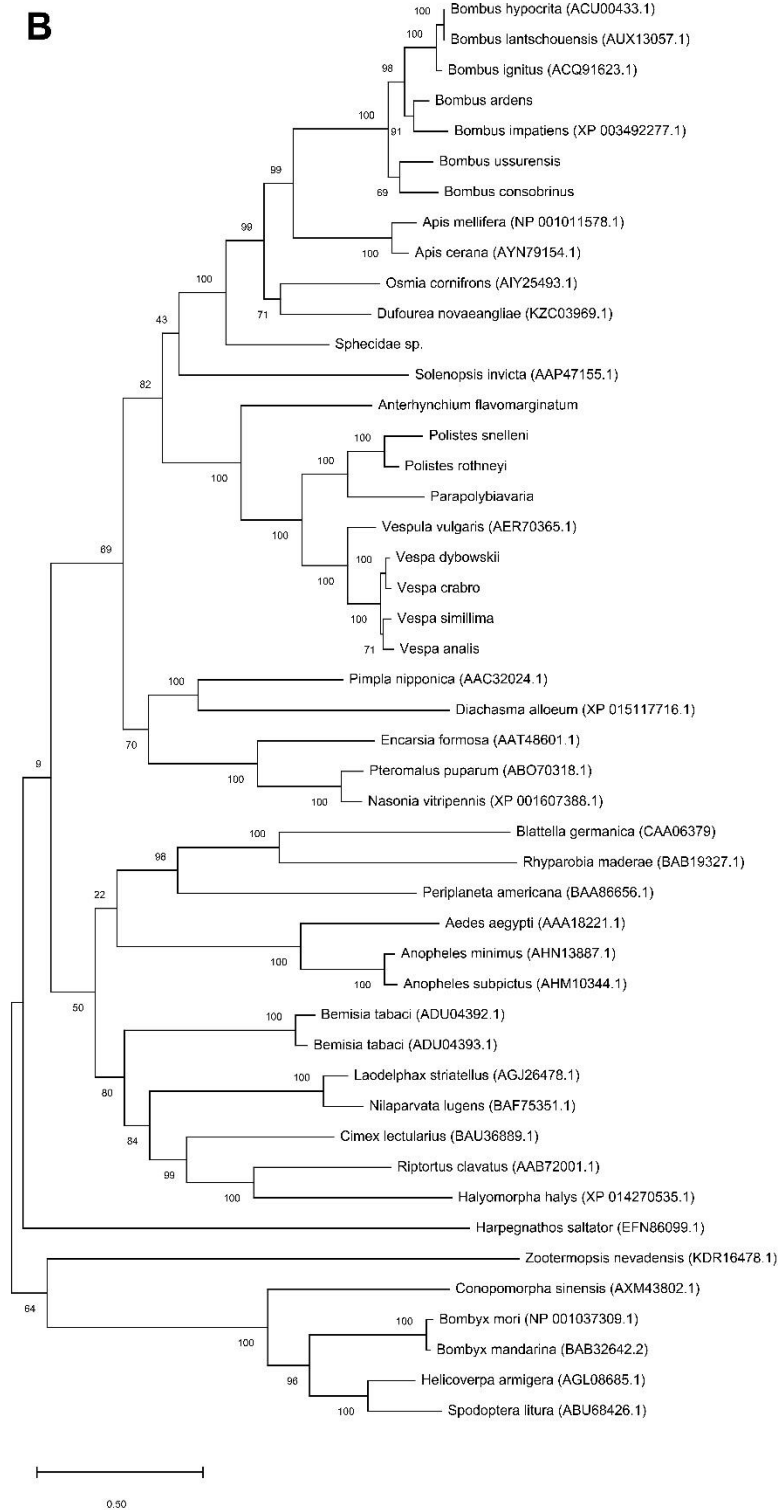 B
100
Bombus hypocrita (ACU00433.1)
100
Bombus lantschouensis (AUX13057.1)
98
Bombus ignitus (ACQ91623.1)
Bombus ardens
100
91
Bombus impatiens (XP 003492277.1)
Bombus ussurensis
99
69
Bombus consobrinus
99
Apis mellifera (NP 001011578.1)
100
Apis cerana (AYN79154.1)
100
Osmia cornifrons (AIY25493.1)
71
Dufourea novaeangliae (KZC03969.1)
43
Sphecidae sp.
Solenopsis invicta (AAP47155.1)
82
Anterhynchium flavomarginatum
100
Polistes snelleni
100
Polistes rothneyi
100
Parapolybiavaria
100
Vespula vulgaris (AER70365.1)
69
100
Vespa dybowskii
100
Vespa crabro
100
Vespa simillima
71
Vespa analis
100
Pimpla nipponica (AAC32024.1)
Diachasma alloeum (XP 015117716.1)
70
Encarsia formosa (AAT48601.1)
9
100
Pteromalus puparum (ABO70318.1)
100
Nasonia vitripennis (XP 001607388.1)
100
Blattella germanica (CAA06379)
98
Rhyparobia maderae (BAB19327.1)
22
Periplaneta americana (BAA86656.1)
Aedes aegypti (AAA18221.1)
100
Anopheles minimus (AHN13887.1)
100
Anopheles subpictus (AHM10344.1)
50
100
Bemisia tabaci (ADU04392.1)
Bemisia tabaci (ADU04393.1)
100
Laodelphax striatellus (AGJ26478.1)
80
Nilaparvata lugens (BAF75351.1)
84
Cimex lectularius (BAU36889.1)
99
Riptortus clavatus (AAB72001.1)
100
Halyomorpha halys (XP 014270535.1)
Harpegnathos saltator (EFN86099.1)
Zootermopsis nevadensis (KDR16478.1)
64
Conopomorpha sinensis (AXM43802.1)
100
100
Bombyx mori (NP 001037309.1)
Bombyx mandarina (BAB32642.2)
96
Helicoverpa armigera (AGL08685.1)
100
Spodoptera litura (ABU68426.1)
0.50